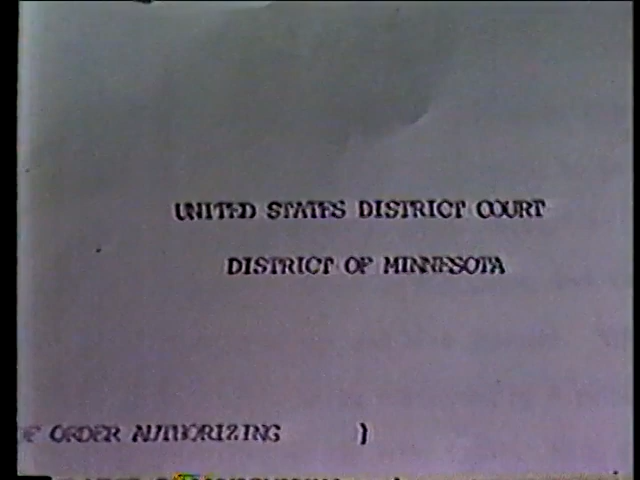 UNITED STATES DISTRICT COURT
DISTRICT OF MINNESOTA
ORDER AUTHORIZING )